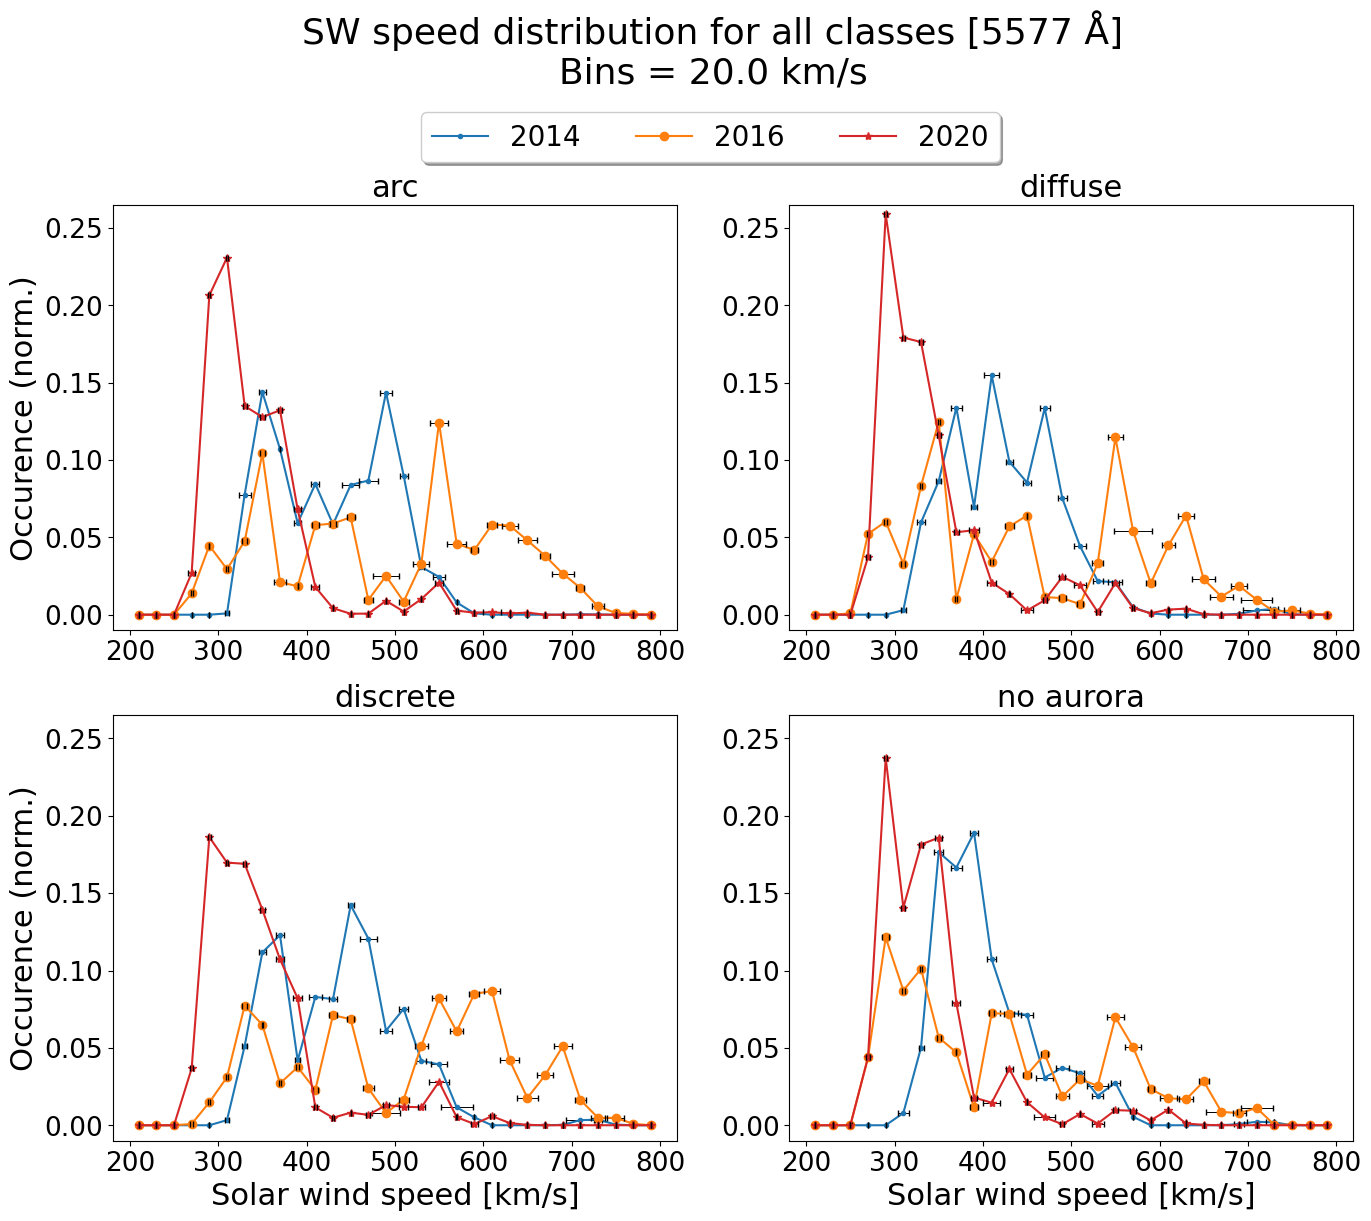 SW speed distribution for all classes [5577 Å]
Bins = 20.0 km/s
2014 2016 2020
arc
diffuse
0.25
0.20
0.15
0.10
0.05
0.00
Occurence (norm.)
200 300 400 500 600 700 800
0.25
0.20
0.15
0.10
0.05
0.00
200 300 400 500 600 700 800
discrete
no aurora
0.25
0.20
0.15
0.10
0.05
0.00
Occurence (norm.)
200 300 400 500 600 700 800
Solar wind speed [km/s]
0.25
0.20
0.15
0.10
0.05
0.00
200 300 400 500 600 700 800
Solar wind speed [km/s]